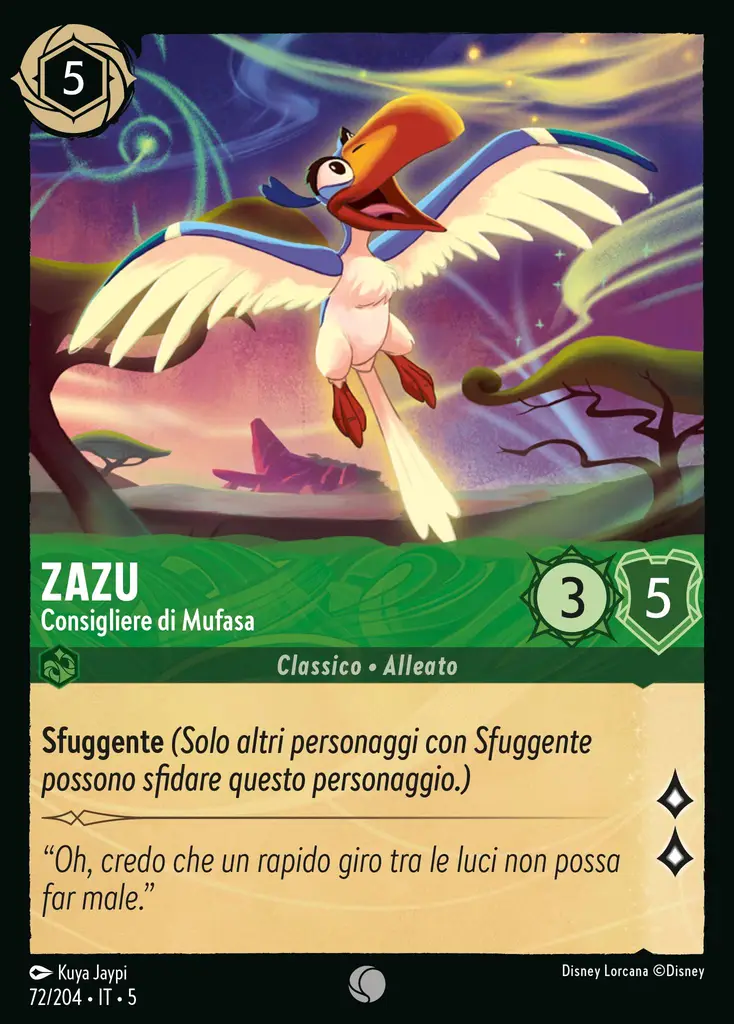 5
ZAZU
Consigliere di Mufasa
3
5
Classico • Alleato
Sfuggente (Solo altri personaggi con Sfuggente
possono sfidare questo personaggio.)
“Oh, credo che un rapido giro tra le luci non possa
far male.”
Kuya Jaypi
Disney Lorcana ©Disney
72/204 • IT • 5